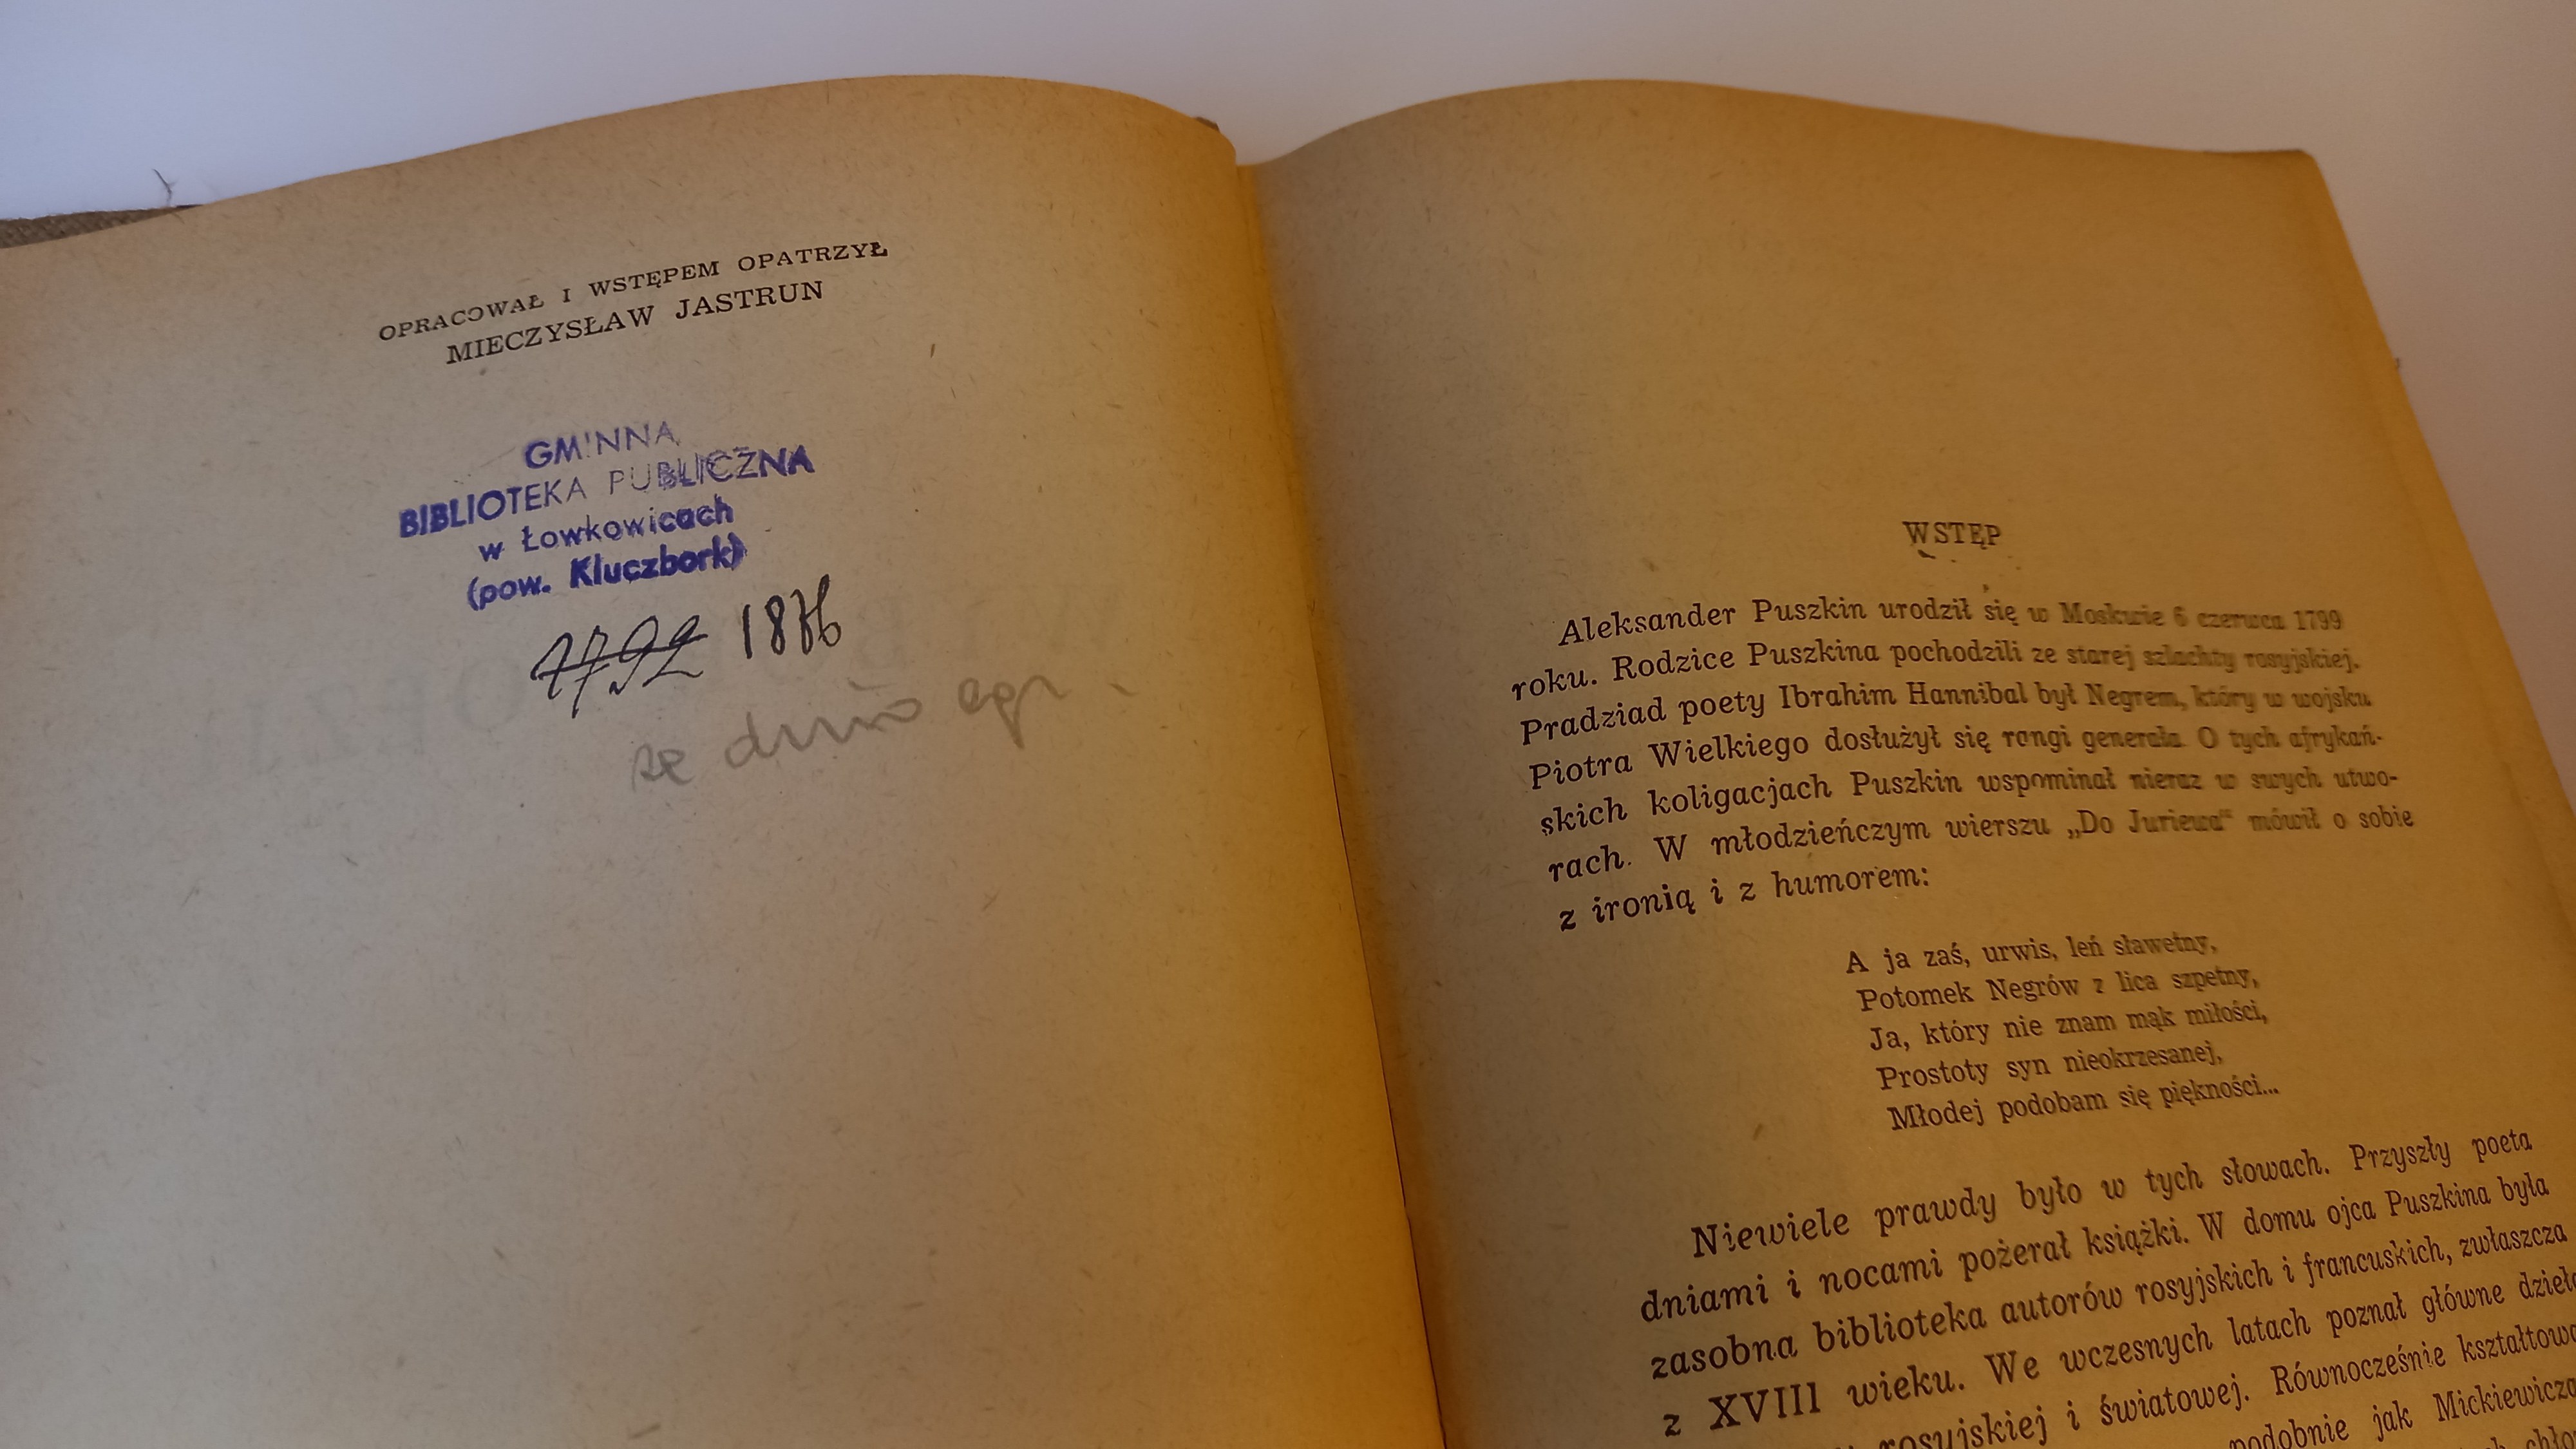 OPRACOWAŁ I WSTĘPEM OPATRZYŁ
MIECZYSŁAW JASTRUN
GMINNA
BIBLIOTEKA PUBLICZNA
w Łowkowicach
(pow. Kluczbork)
WSTĘP
Aleksander Puszkin urodził się w Moskwie 6 czerwca 1799
roku. Rodzice Puszkina pochodzili ze starej szlachty rosyjskiej.
Pradziad poety Ibrahim Hannibal był Negrem, który w wojsku
Piotra Wielkiego dosłużył się rangi generała. O tych afrykań-
skich koligacjach Puszkin wspominał nieraz w swych utwo-
rach. W młodzieńczym wierszu „Do Juriewa“ mówił o sobie
z ironią i z humorem:
A ja zaś, urwis, leń sławetny,
Potomek Negrów z lica szpetny,
Ja, który nie znam mąk miłości,
Prostoty syn nieokrzesanej,
Młodej podobam się piękności...
Niewiele prawdy było w tych słowach. Przyszły poeta
dniami i nocami pożerał książki. W domu ojca Puszkina była
zasobna biblioteka autorów rosyjskich i francuskich, zwłaszcza
z XVIII wieku. We wczesnych latach poznał główne
rosyjskiej i światowej. Równocześnie
podobnie jak